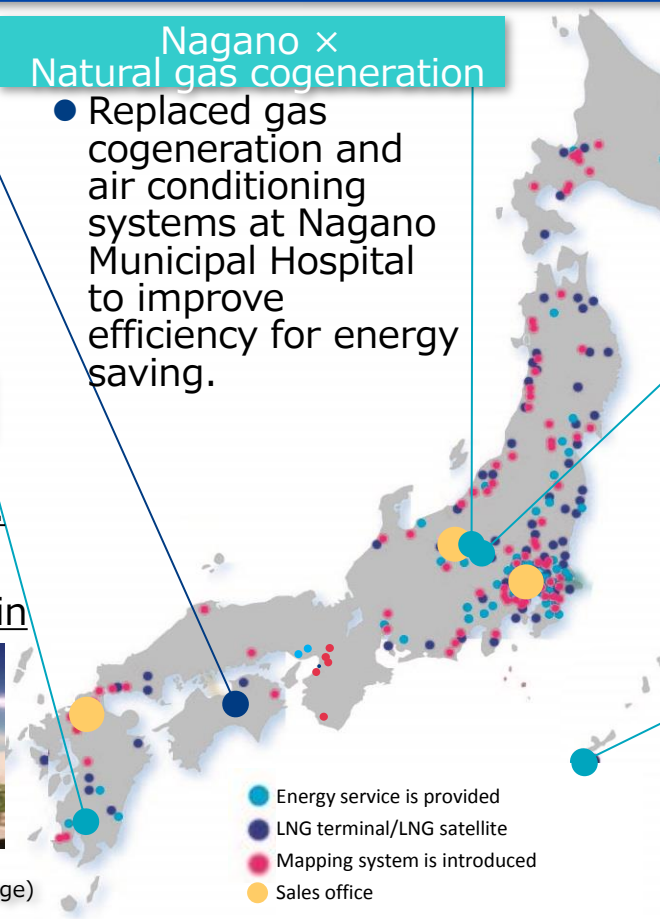 Nagano ×
Natural gas cogeneration
● Replaced gas
cogeneration and
air conditioning
systems at Nagano
Municipal Hospital
to improve
efficiency for energy
saving.
in
Energy service is provided
LNG terminal/LNG satellite
Mapping system is introduced
Sales office
ge)